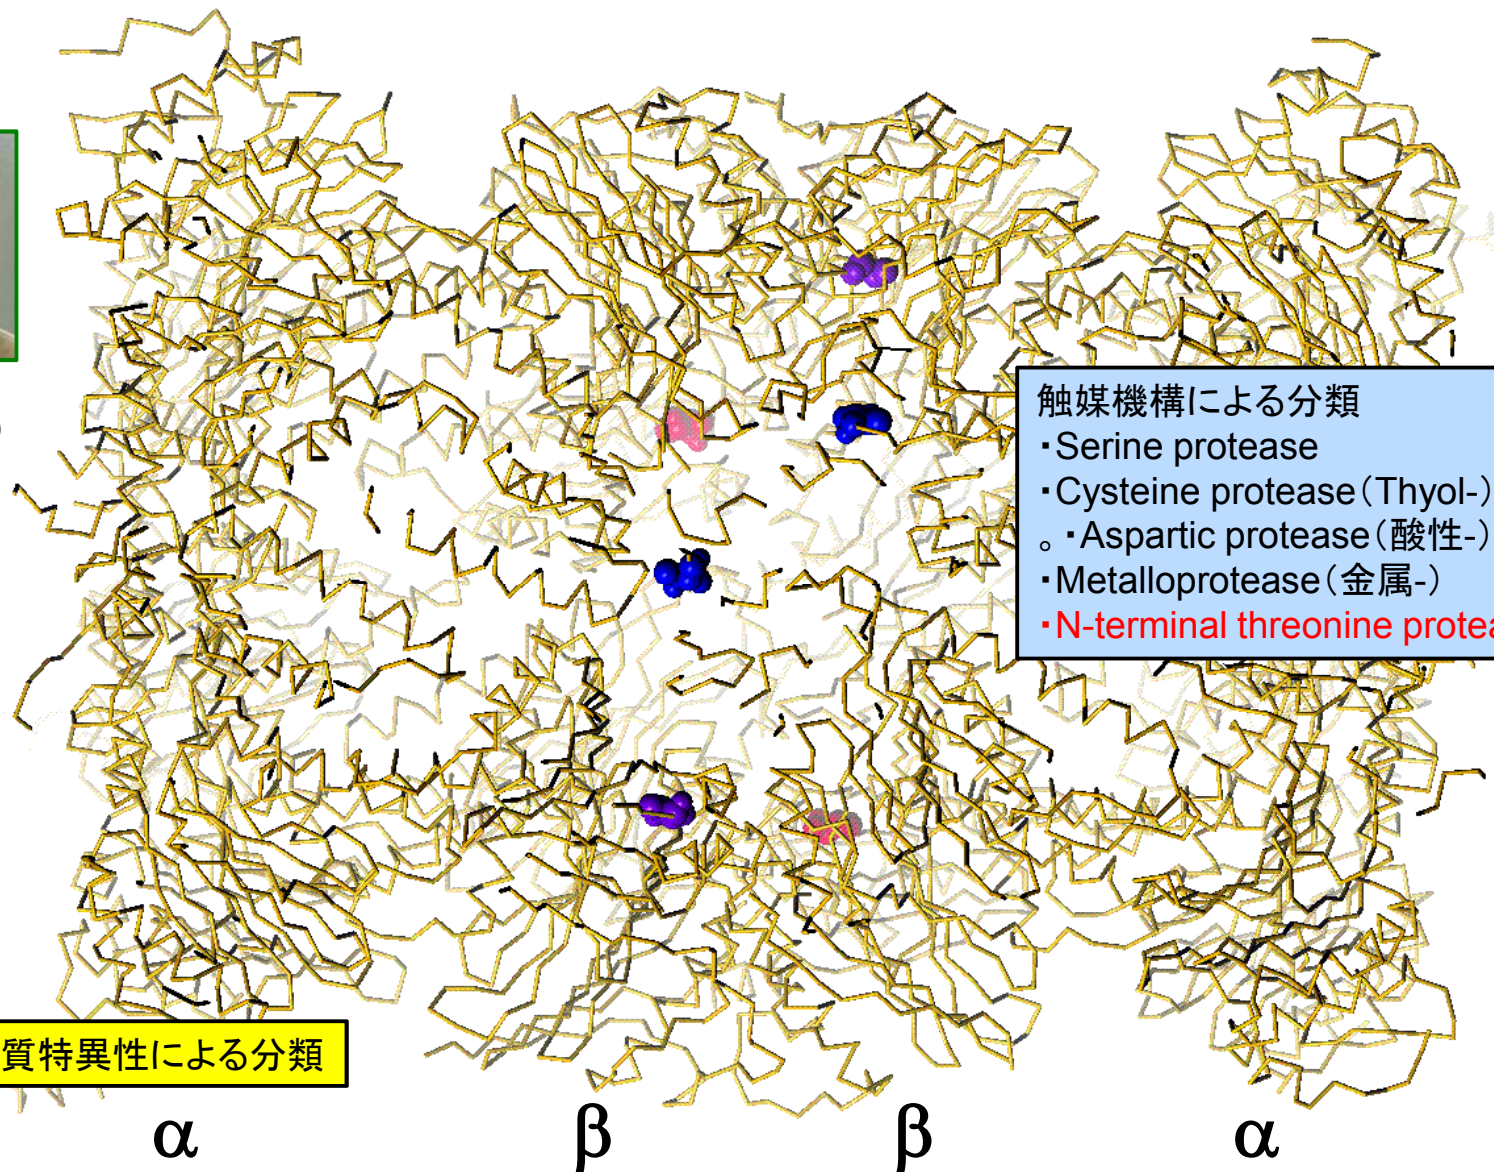 触媒機構による分類
・Serine protease
・Cysteine protease（Thyol-）
。・Aspartic protease（酸性-）
・Metalloprotease（金属-）
・N-terminal threonine
質特異性による分類
α β β α